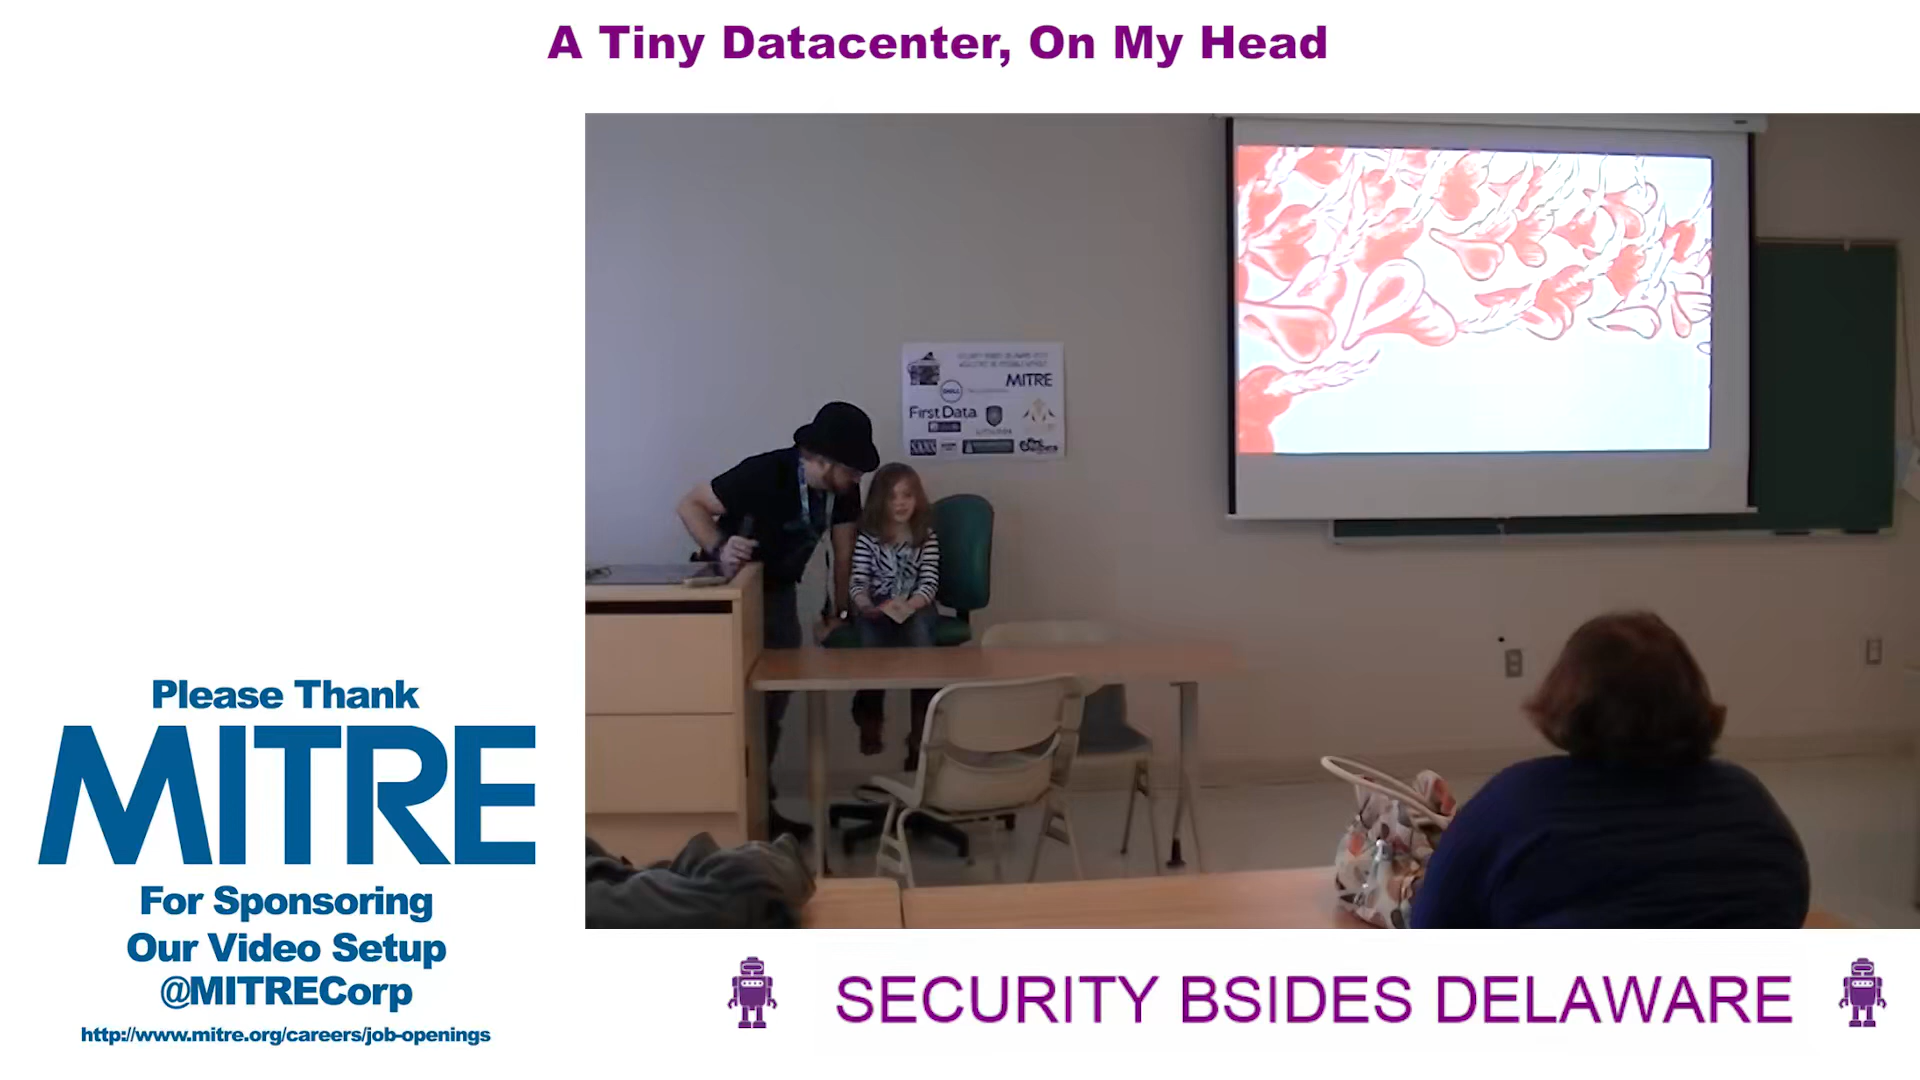 A Tiny Datacenter, On My Head
MITRE
DELL
First Data
Please Thank
MITRE
For Sponsoring
Our Video Setup
@MITRECorp
http://www.mitre.org/careers/job-openings
SECURITY BSIDES DELAWARE